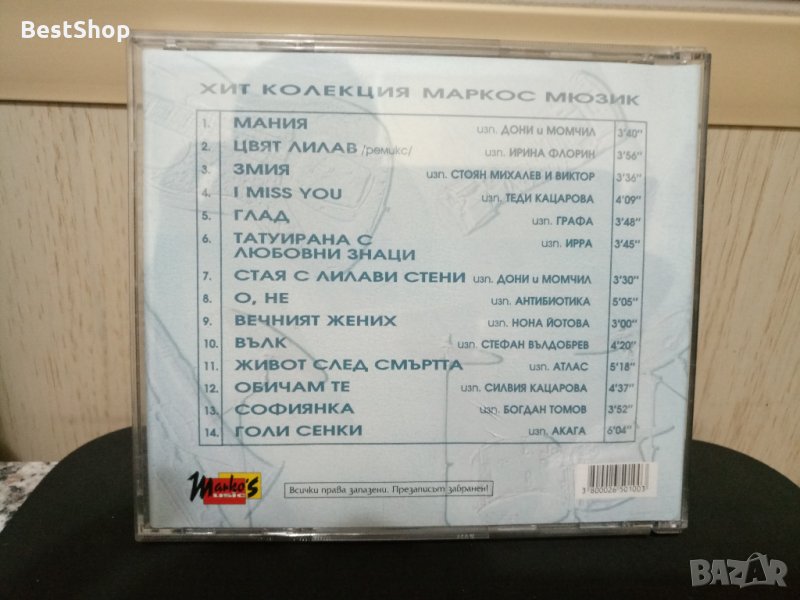 BestShop
ХИТ КОЛЕКЦИЯ МАРКОС МЮЗИК
1. МАНИЯ изп. ДОНИ и МОМЧИЛ 3'40"
2. ЦВЯТ ЛИЛАВ /ремикс/ изп. ИРИНА ФЛОРИН 3'56"
3. ЗМИЯ изп. СТОЯН МИХАЛЕВ И ВИКТОР 3'36"
4. I MISS YOU изп. ТЕДИ КАЦАРОВА 4'09"
5. ГЛАД изп. ГРАФА 3'48"
6. ТАТУИРАНА С изп. ИРРА 3'45"
ЛЮБОВНИ ЗНАЦИ
7. СТАЯ С ЛИЛАВИ СТЕНИ изп. ДОНИ и МОМЧИЛ 3'30"
8. О, НЕ изп. АНТИБИОТИКА 5'05"
9. ВЕЧНИЯТ ЖЕНИХ изп. НОНА ЙОТОВА 3'00"
10. ВЪЛК изп. СТЕФАН ВЪЛДОБРЕВ 4'20"
11. ЖИВОТ СЛЕД СМЪРТТА изп. АТЛАС 5'18"
12. ОБИЧАМ ТЕ изп. СИЛВИЯ КАЦАРОВА 4'37"
13. СОФИЯНКА изп. БОГДАН ТОМОВ 3'52"
14. ГОЛИ СЕНКИ изп. АКАГА 6'04"
Marko's
Music
Всички права запазени. Презаписът забранен!
3 800026 501003
BAZAR